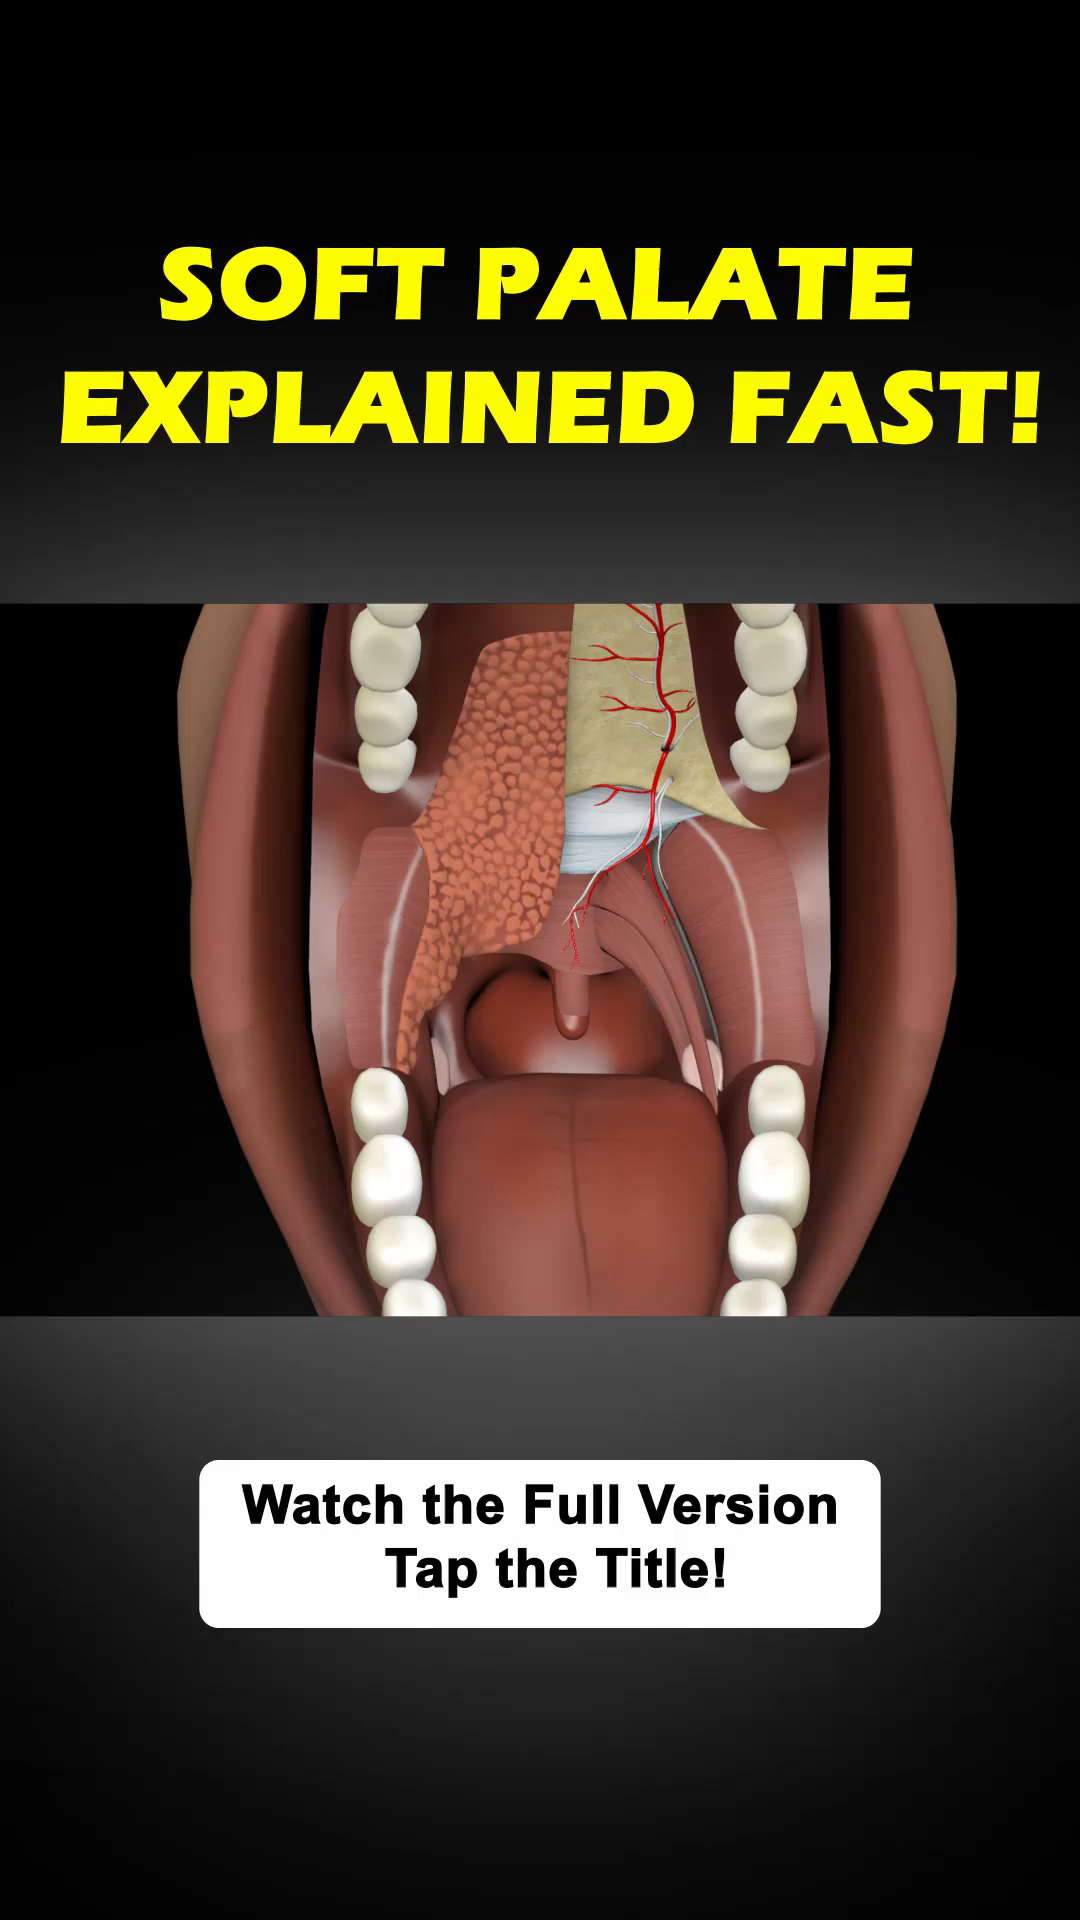 SOFT PALATE
EXPLAINED FAST!
Watch the Full Version
Tap the Title!